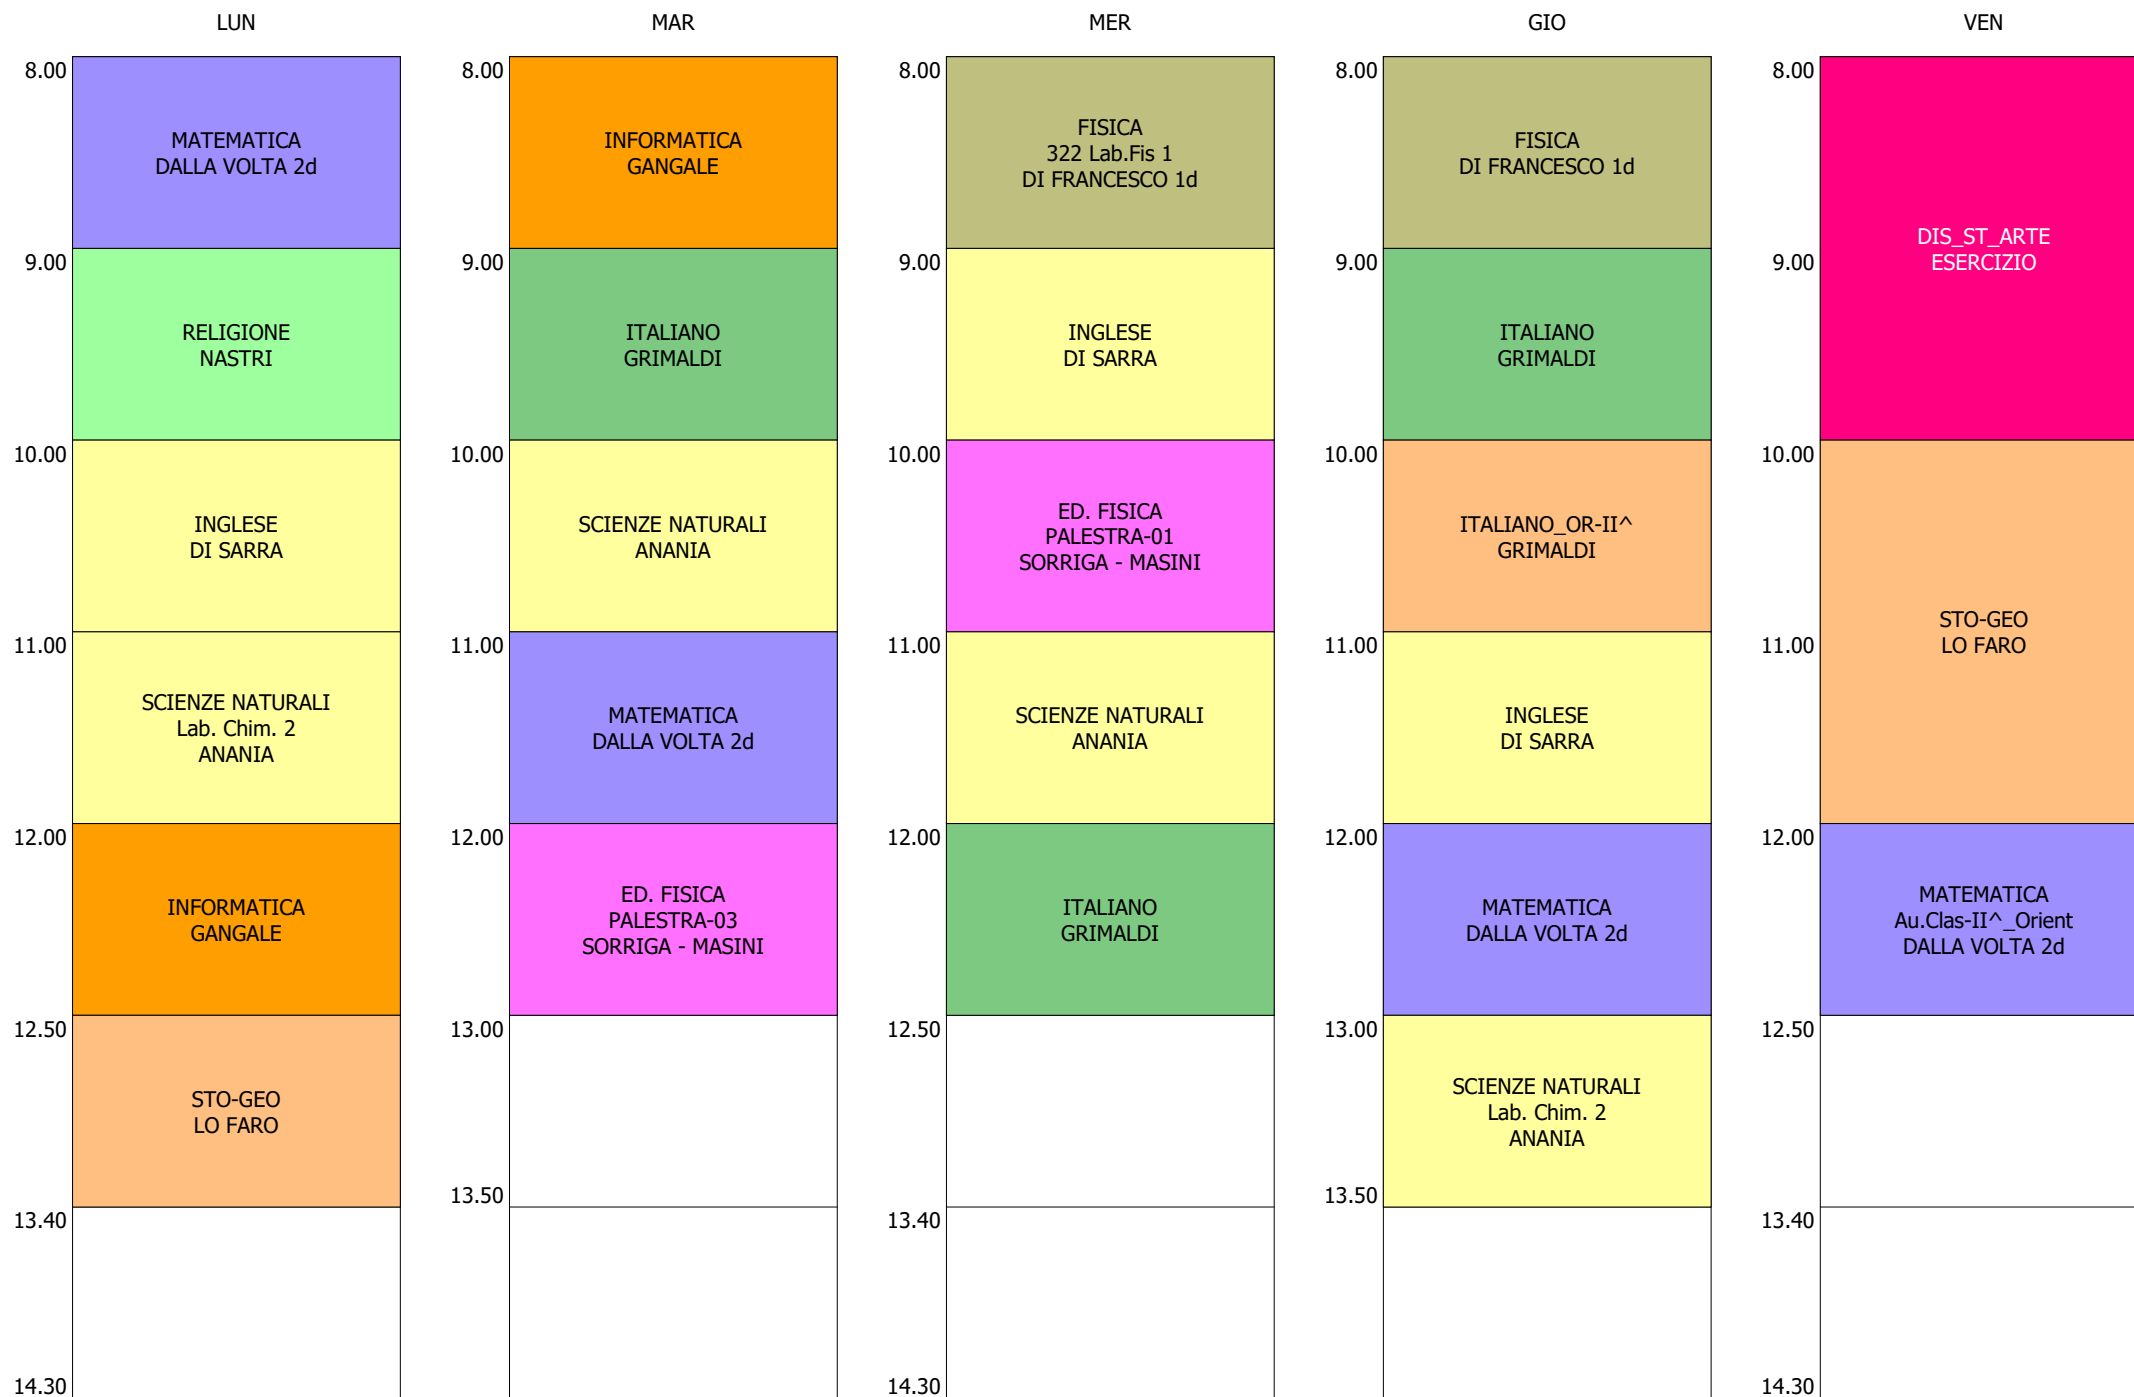 LUN
8.00
MATEMATICA
DALLA VOLTA 2d
9.00
RELIGIONE
NASTRI
10.00
INGLESE
DI SARRA
11.00
SCIENZE NATURALI
Lab. Chim. 2
ANANIA
12.00
INFORMATICA
GANGALE
12.50
STO-GEO
LO FARO
13.40
14.30
MAR
8.00
INFORMATICA
GANGALE
9.00
ITALIANO
GRIMALDI
10.00
SCIENZE NATURALI
ANANIA
11.00
MATEMATICA
DALLA VOLTA 2d
12.00
ED. FISICA
PALESTRA-03
SORRIGA - MASINI
13.00
13.50
MER
8.00
FISICA
322 Lab.Fis 1
DI FRANCESCO 1d
9.00
INGLESE
DI SARRA
10.00
ED. FISICA
PALESTRA-01
SORRIGA - MASINI
11.00
SCIENZE NATURALI
ANANIA
12.00
ITALIANO
GRIMALDI
12.50
13.40
14.30
GIO
8.00
FISICA
DI FRANCESCO 1d
9.00
ITALIANO
GRIMALDI
10.00
ITALIANO_OR-II^
GRIMALDI
11.00
INGLESE
DI SARRA
12.00
MATEMATICA
DALLA VOLTA 2d
13.00
SCIENZE NATURALI
Lab. Chim. 2
ANANIA
13.50
VEN
8.00
DIS_ST_ARTE
ESERCIZIO
9.00
10.00
STO-GEO
LO FARO
11.00
12.00
MATEMATICA
Au.Clas-II^_Orient
DALLA VOLTA 2d
12.50
13.40
14.30